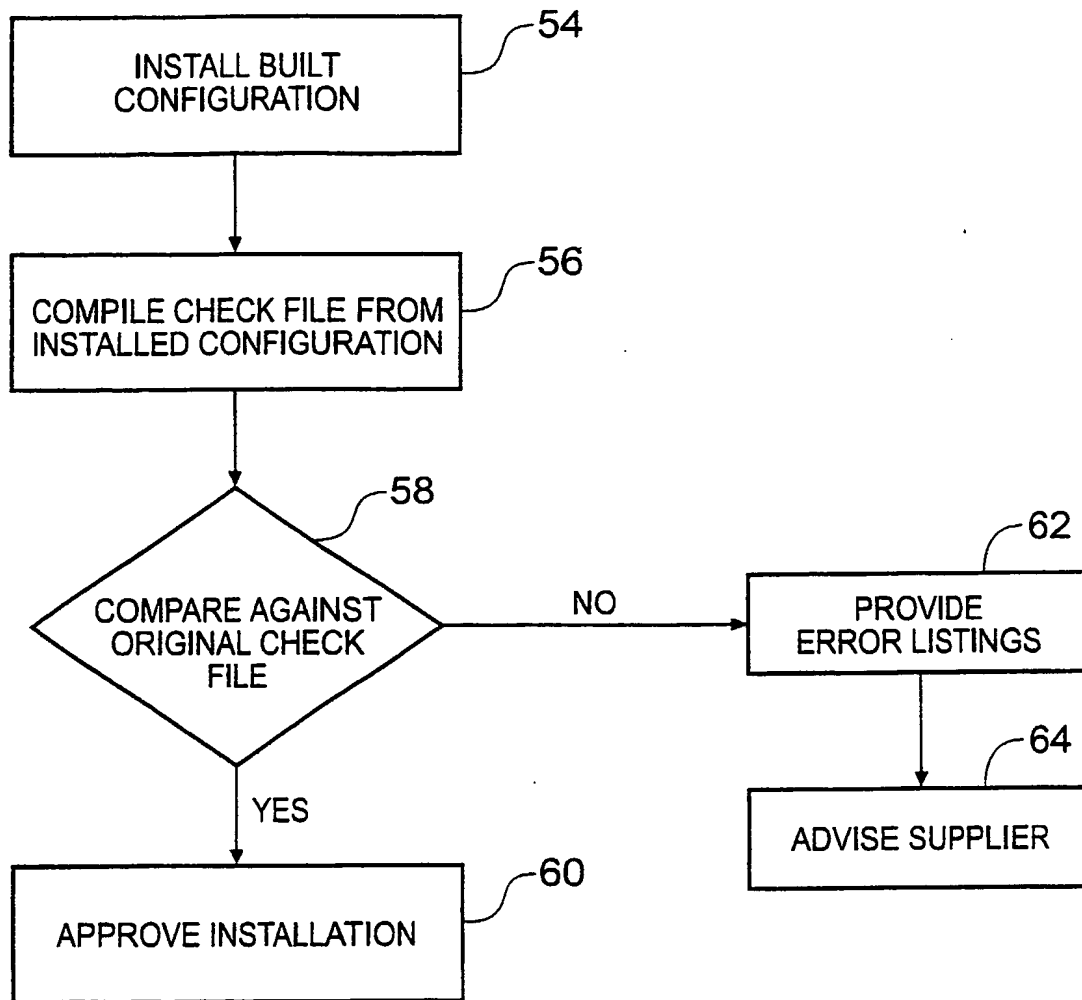 54
INSTALL BUILT
CONFIGURATION
56
COMPILE CHECK FILE FROM
INSTALLED CONFIGURATION
58
COMPARE AGAINST
ORIGINAL CHECK
FILE
NO
62
PROVIDE
ERROR LISTINGS
64
ADVISE SUPPLIER
YES
60
APPROVE INSTALLATION